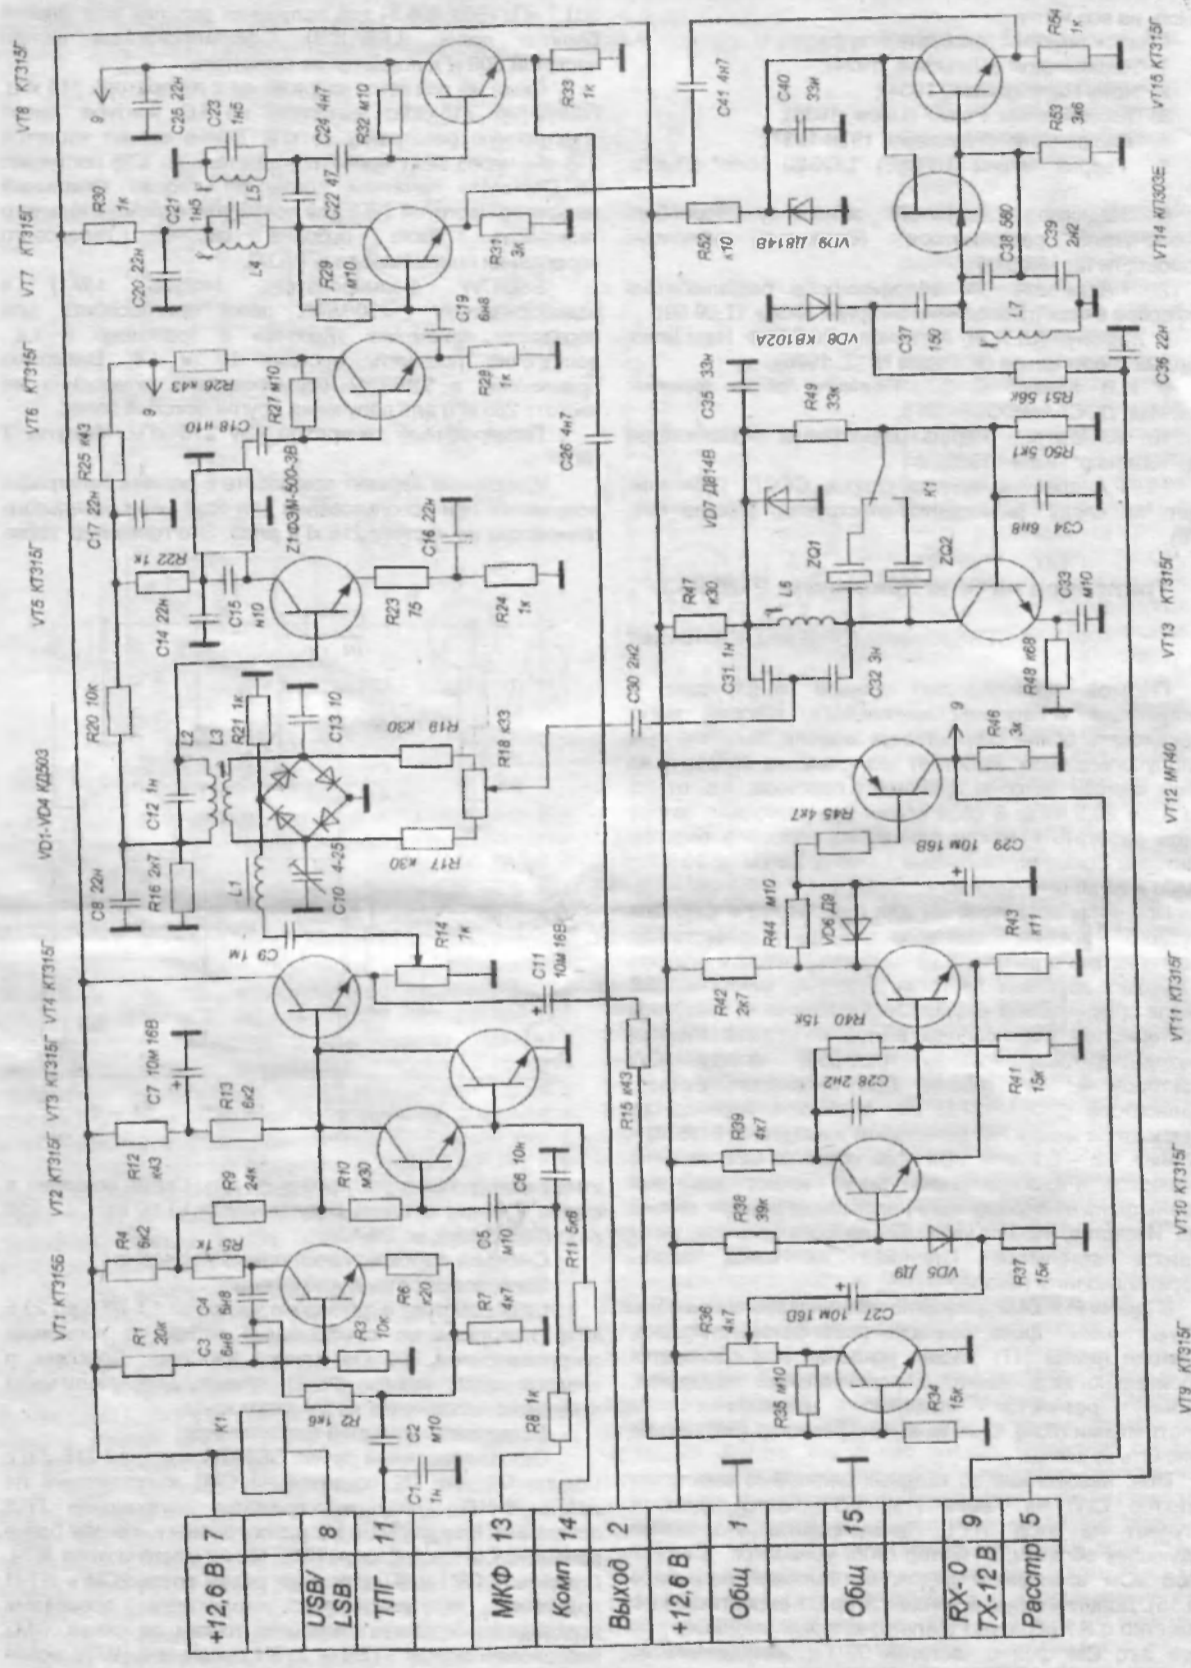 VT1 КТ315Б
VT2 КТ315Г
VT3 КТ315Г
VT4 КТ315Г
VD1-VD4 КД503
VT5 КТ315Г
VT6 КТ315Г
VT7 КТ315Г
VT8 КТ315Г
+12,6 В 7
USB/
LSB 8
ТЛГ 11
МКФ 13
Комп 14
Выход 2
+12,6 В
Общ 1
Общ 15
RX- 0
TX-12 В 9
Расстр 5
K1
R1
20к
C3
6н8
C4
R2 1к6
R3
10к
C2
м10
C1
1н
R4
6к2
R5 1к
R6
к20
R7
4к7
R8 1к
R9
24к
R10
м30
C5
м10
C6 10н
R11 5к6
R12
к43
C7 10м 16В
R13
6к2
C11
10м 16В
R14
1к
R15 к43
C9 1м
C8 22н
R16 2к7
L1
C10
4-25
C12 1н
L2
L3
R21 1к
C13 10
R17 к30
R19 к30
R18 к33
R20 10к
C14 22н
C15
м10
R22 1к
C17 22н
R25 к43
Z1 ФЭМ-500-3В
R23
75
C16 22н
R24
1к
C18 м10
R26 к43
9
R27 м10
R28
1к
C19
6н8
C20 22н
R30
1к
C21
1н5
L4
R29
м10
C22 47
L5
C23
1н5
C24 4н7
R31
3к
R32 м10
C25 22н
9
R33
1к
C26 4н7
C30 2н2
R36
4к7
R35 м10
R34
15к
C27 10м 16В
R38
39к
VD5 Д9
R37
15к
R39
4к7
C28 2н2
R40 15к
R41
15к
R42
2к7
R44 м10
VD6 Д9
R43
к11
C29 10м 16В
R45 4к7
9
R46
3к
C31 1н
C32 3н
R47
к30
L6
ZQ1
ZQ2
K1
VD7 Д814В
C35 33н
R49
33к
R50 5к1
C34 6н8
C33
м10
R48 к68
R51 56к
VD8 КВ102А
C37
150
L7
C36 22н
C38 560
C39
2н2
R52
к10
VD9 Д814В
C40
33н
C41 4н7
R53
3к6
R54
1к
VT9 КТ315Г
VT10 КТ315Г
VT11 КТ315Г
VT12 МП40
VT13 КТ315Г
VT14 КП303Е
VT15 КТ315Г